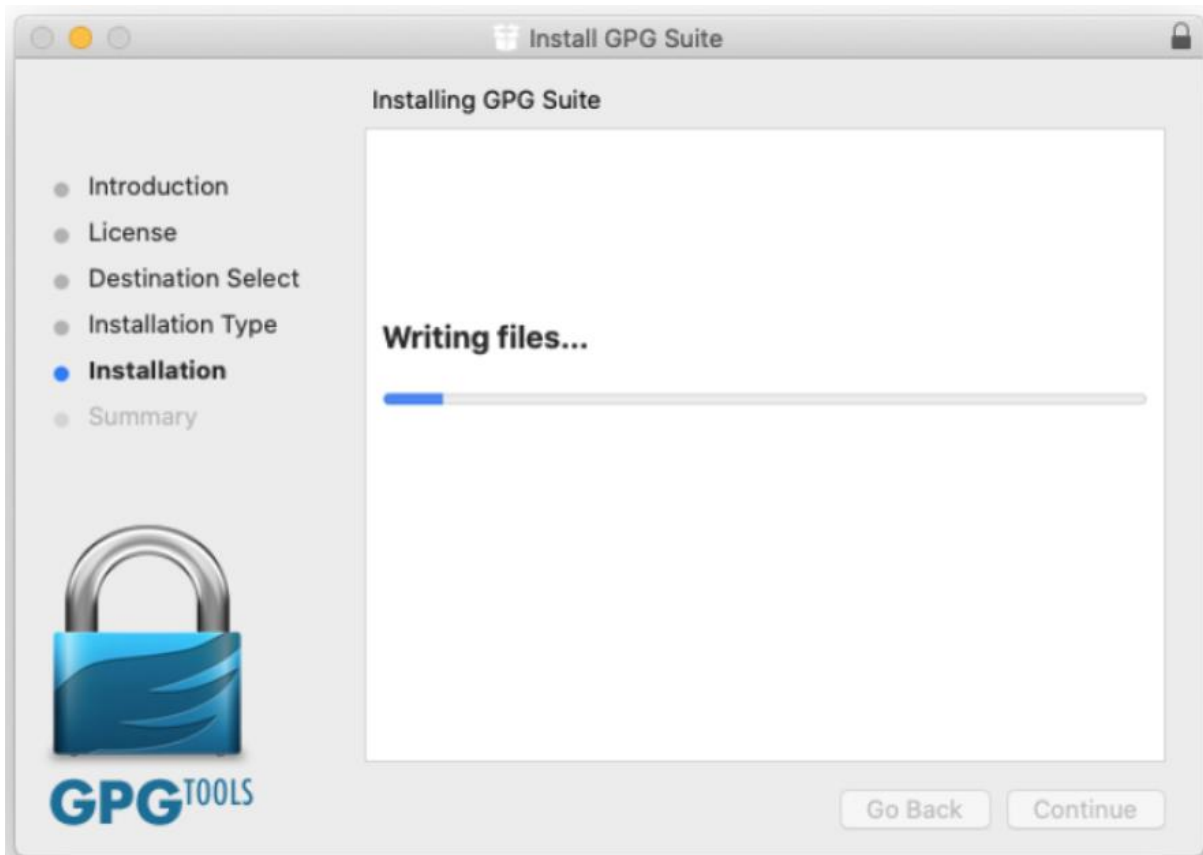 Install GPG Suite
Installing GPG Suite
Introduction
License
Destination Select
Installation Type
Installation
Summary
Writing files...
GPGTOOLS
Go Back
Continue